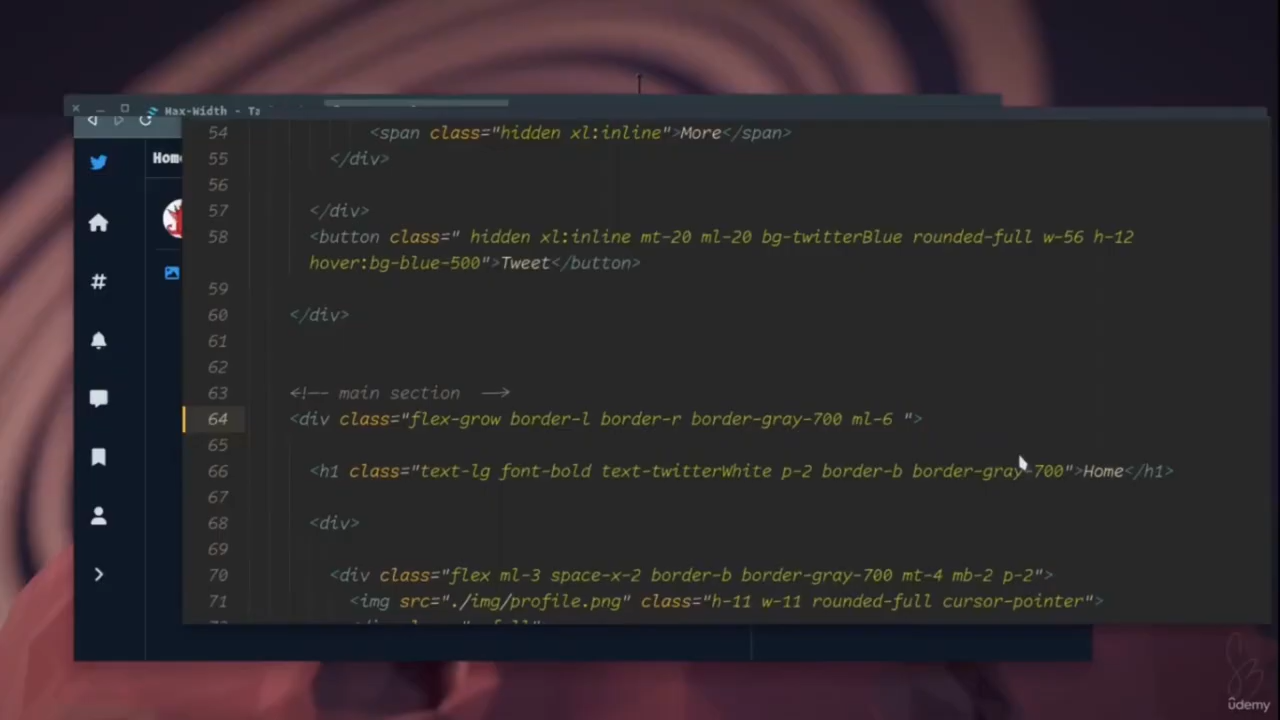 Max-Width - Ta
Home
54 <span class="hidden xl:inline">More</span>
55 </div>
56
57 </div>
58 <button class=" hidden xl:inline mt-20 ml-20 bg-twitterBlue rounded-full w-56 h-12
hover:bg-blue-500">Tweet</button>
59
60 </div>
61
62
63 <!-- main section -->
64 <div class="flex-grow border-l border-r border-gray-700 ml-6 ">
65
66 <h1 class="text-lg font-bold text-twitterWhite p-2 border-b border-gray-700">Home</h1>
67
68 <div>
69
70 <div class="flex ml-3 space-x-2 border-b border-gray-700 mt-4 mb-2 p-2">
71 <img src="./img/profile.png" class="h-11 w-11 rounded-full cursor-pointer">
ûdemy